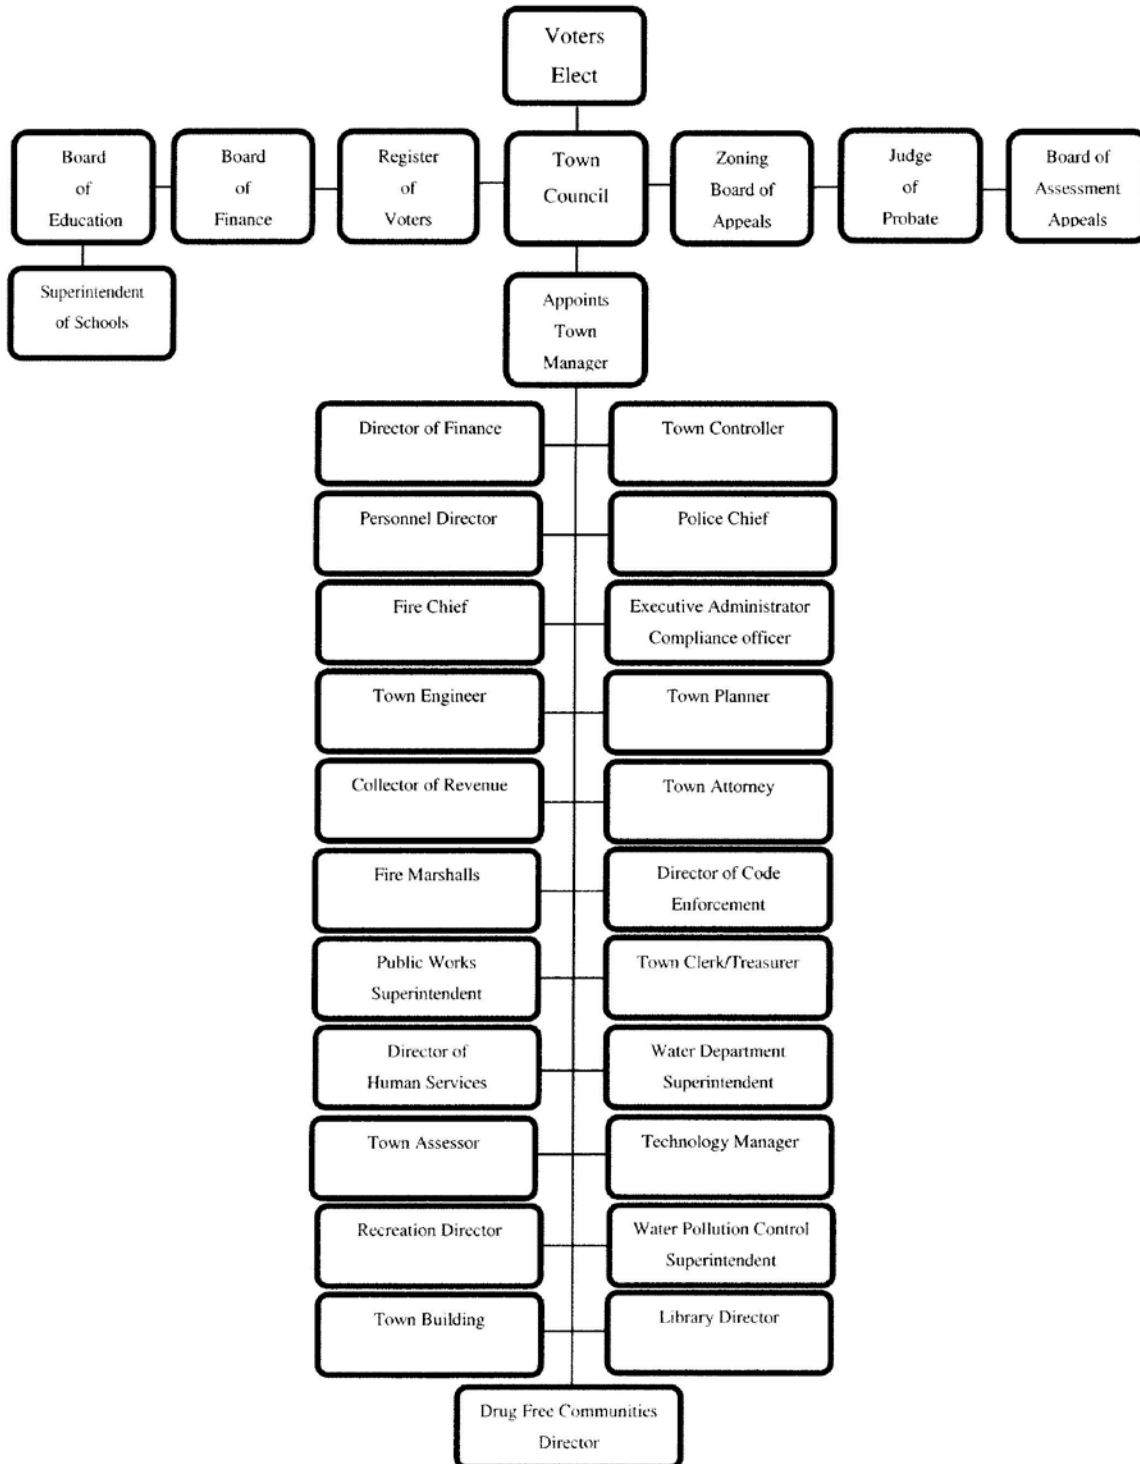 Voters
Elect
Board
of
Education
Board
of
Finance
Register
of
Voters
Town
Council
Zoning
Board of
Appeals
Judge
of
Probate
Board of
Assessment
Appeals
Superintendent
of Schools
Appoints
Town
Manager
Director of Finance
Town Controller
Personnel Director
Police Chief
Fire Chief
Executive Administrator
Compliance officer
Town Engineer
Town Planner
Collector of Revenue
Town Attorney
Fire Marshalls
Director of Code
Enforcement
Public Works
Superintendent
Town Clerk/Treasurer
Director of
Human Services
Water Department
Superintendent
Town Assessor
Technology Manager
Recreation Director
Water Pollution Control
Superintendent
Town Building
Library Director
Drug Free Communities
Director